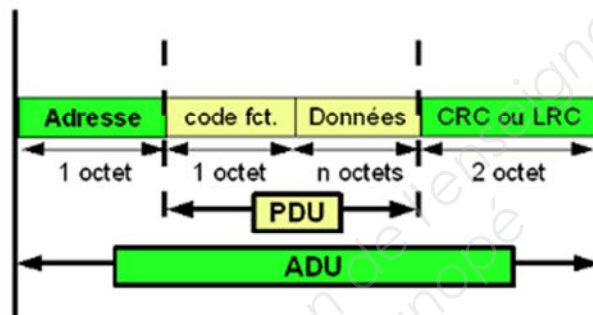 Adresse code fct. Données CRC ou LRC
1 octet 1 octet n octets 2 octet
PDU
ADU